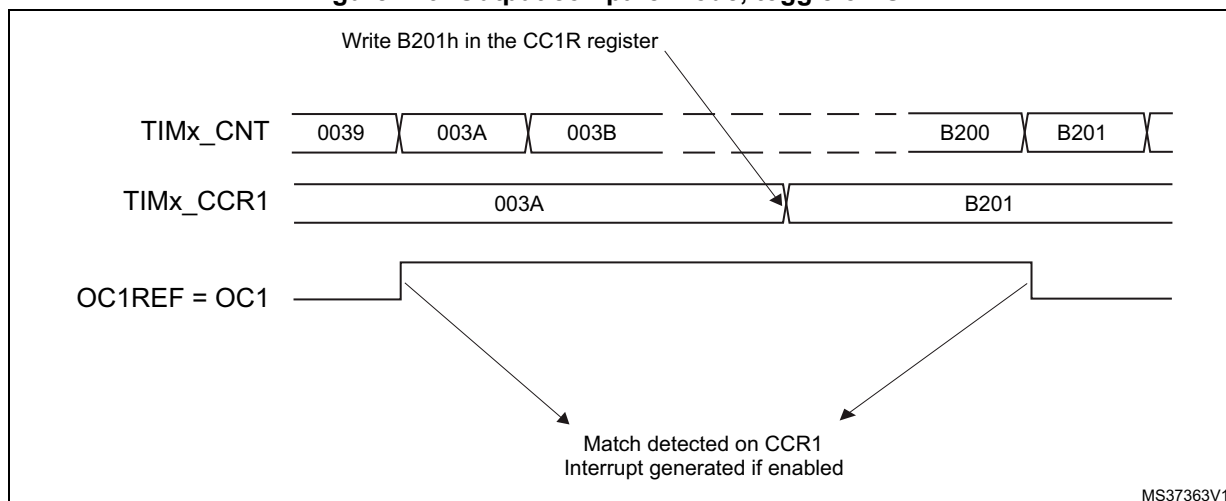 Write B201h in the CC1R register
TIMx_CNT 0039 003A 003B B200 B201
TIMx_CCR1 003A B201
OC1REF = OC1
Match detected on CCR1
Interrupt generated if enabled
MS37363V1